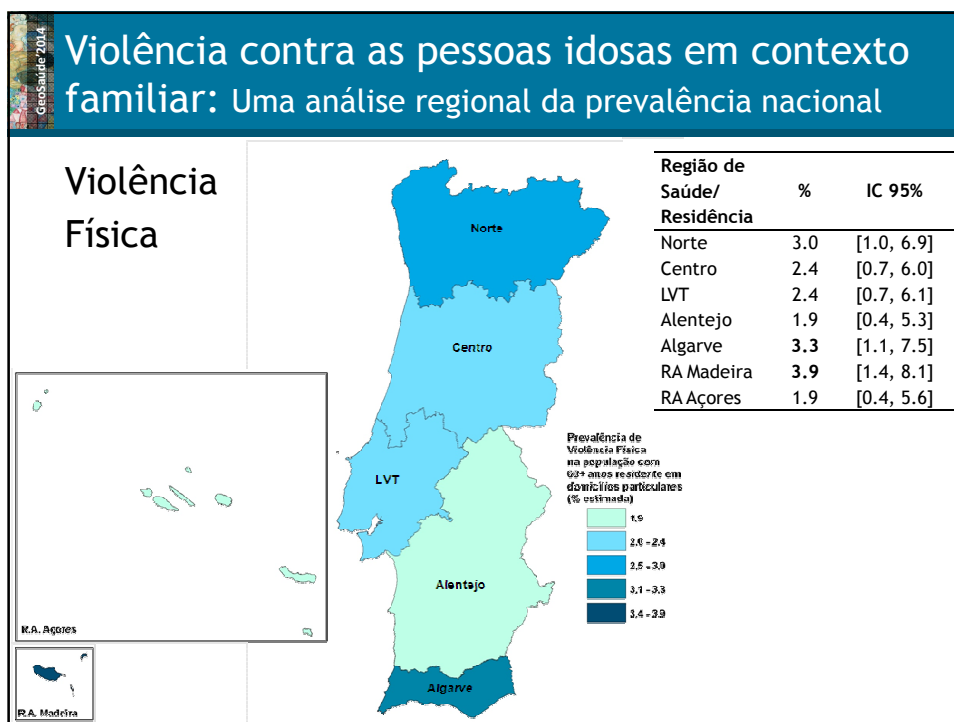 GeoSaúde'2014
Violência contra as pessoas idosas em contexto
familiar: Uma análise regional da prevalência nacional
Violência
Física
Região de
Saúde/
Residência
% IC 95%
Norte 3.0 [1.0, 6.9]
Centro 2.4 [0.7, 6.0]
LVT 2.4 [0.7, 6.1]
Alentejo 1.9 [0.4, 5.3]
Algarve 3.3 [1.1, 7.5]
RA Madeira 3.9 [1.4, 8.1]
RA Açores 1.9 [0.4, 5.6]
Norte
Centro
LVT
Alentejo
Algarve
R.A. Açores
R.A. Madeira
Prevalência de
Violência Física
na população com
anos residente em
domicílios particulares
(% estimada)
1,9
2,0 - 2,4
2,5 - 3,0
3,1 - 3,3
3,4 - 3,9